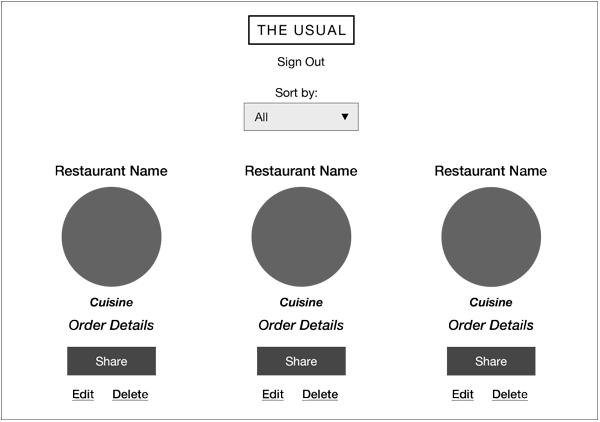 THE USUAL
Sign Out
Sort by:
All
Restaurant Name Restaurant Name Restaurant Name
Cuisine Cuisine Cuisine
Order Details Order Details Order Details
Share Share Share
Edit Delete Edit Delete Edit Delete